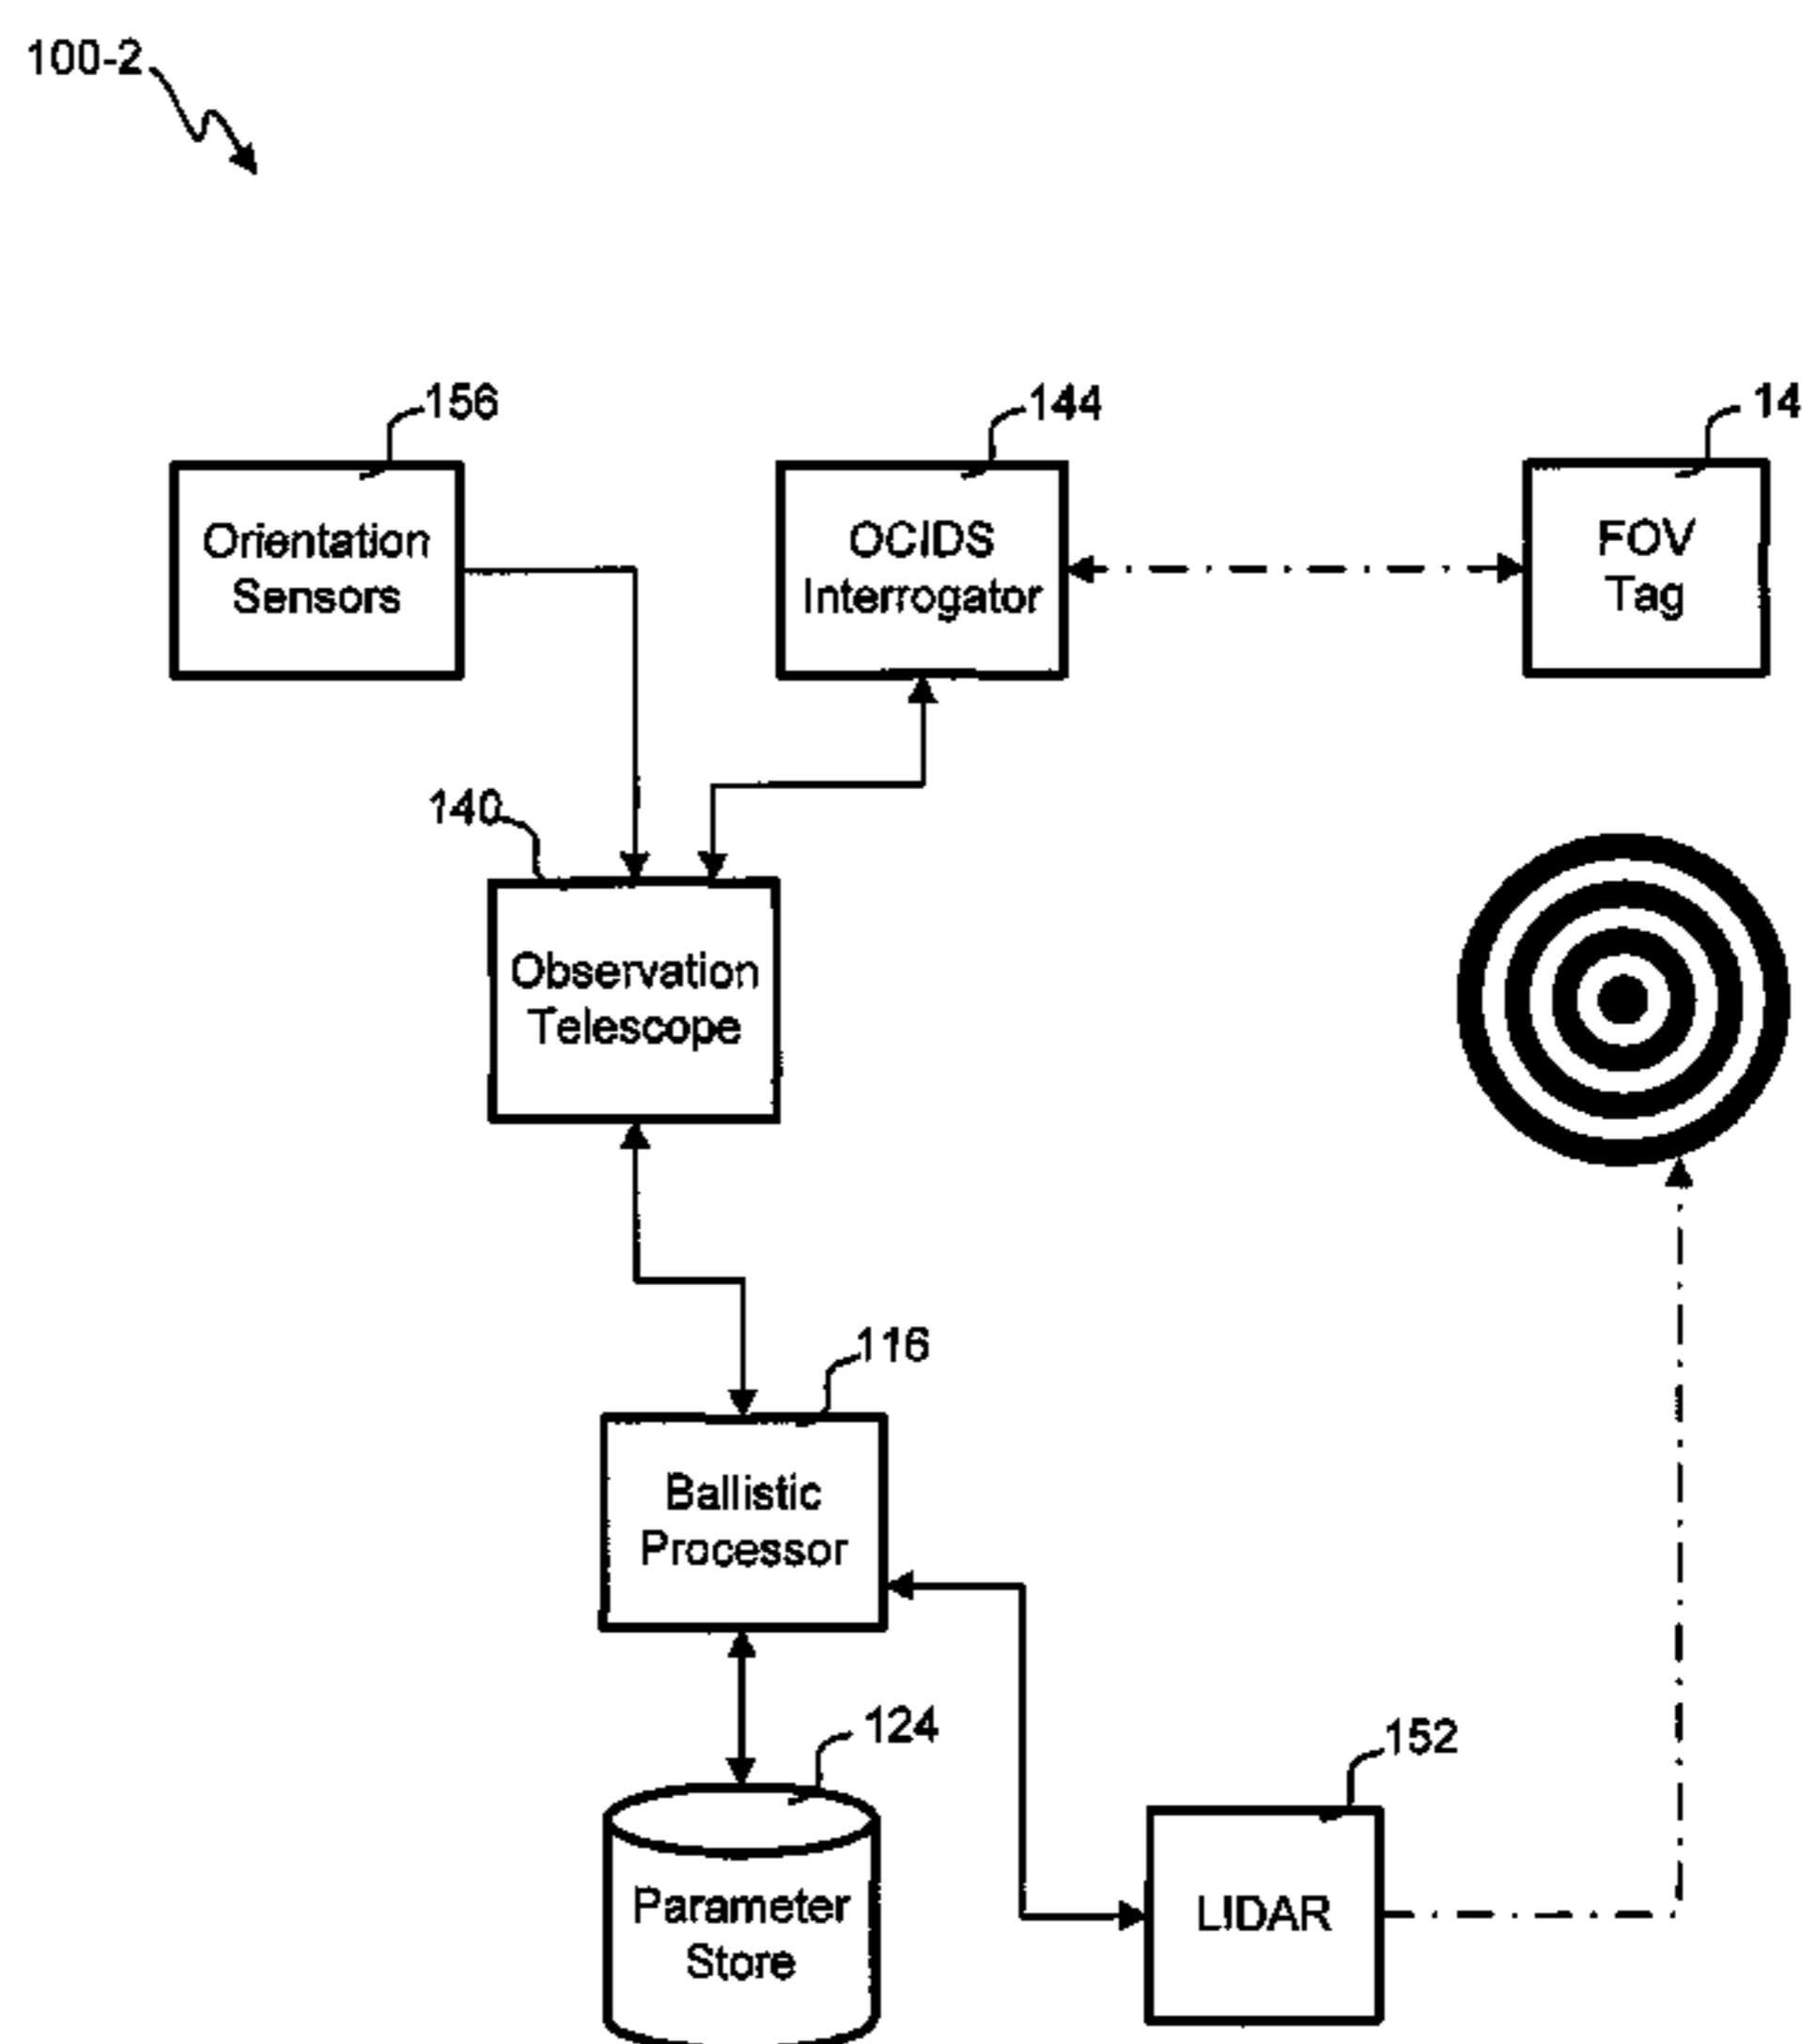 100-2
156
144
14
Orientation
Sensors
OCIDS
Interrogator
FOV
Tag
140
Observation
Telescope
116
Ballistic
Processor
124
152
Parameter
Store
LIDAR